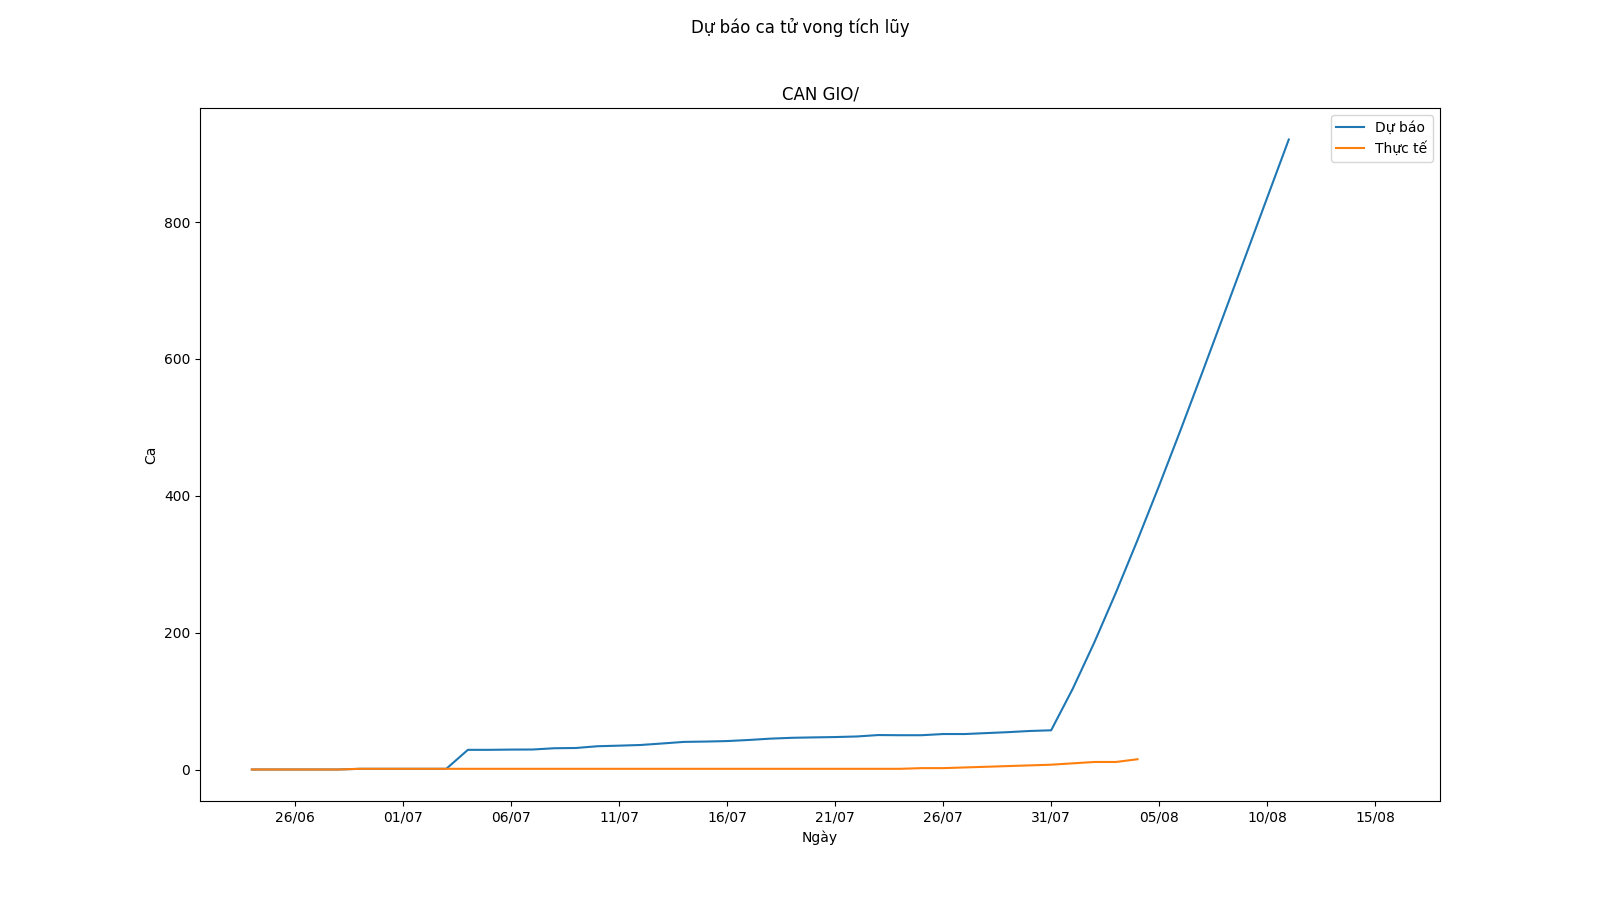 Dự báo ca tử vong tích lũy
CAN GIO/
Dự báo
Thực tế
800
600
400
200
0
Ca
26/06
01/07
06/07
11/07
16/07
21/07
26/07
31/07
05/08
10/08
15/08
Ngày